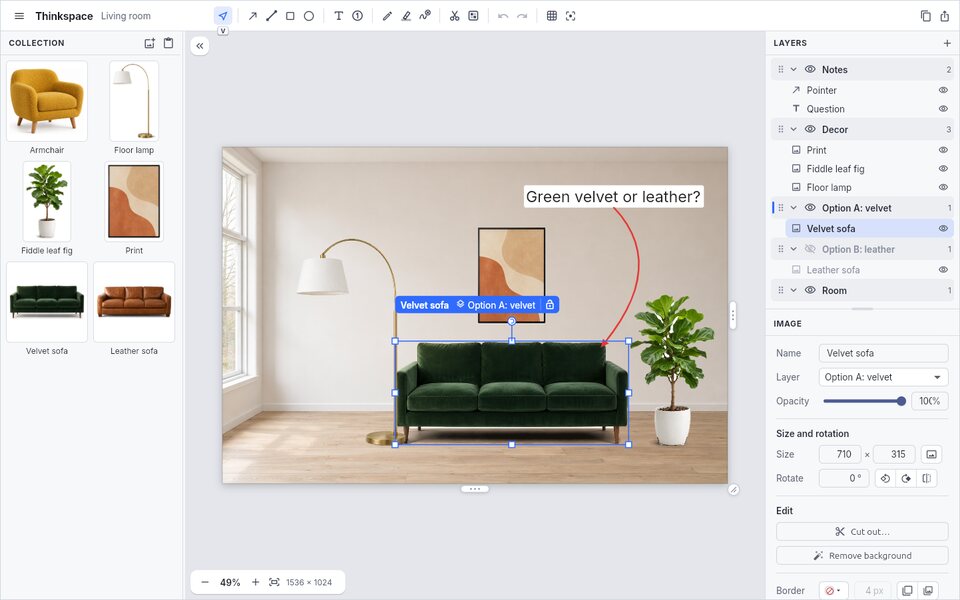 Thinkspace Living room
V
COLLECTION
Armchair
Floor lamp
Fiddle leaf fig
Print
Velvet sofa
Leather sofa
Green velvet or leather?
Velvet sofa Option A: velvet
49% 1536 × 1024
LAYERS
Notes 2
Pointer
Question
Decor 3
Print
Fiddle leaf fig
Floor lamp
Option A: velvet 1
Velvet sofa
Option B: leather 1
Leather sofa
Room 1
IMAGE
Name Velvet sofa
Layer Option A: velvet
Opacity 100%
Size and rotation
Size 710 × 315
Rotate 0 °
Edit
Cut out…
Remove background
Border 4 px